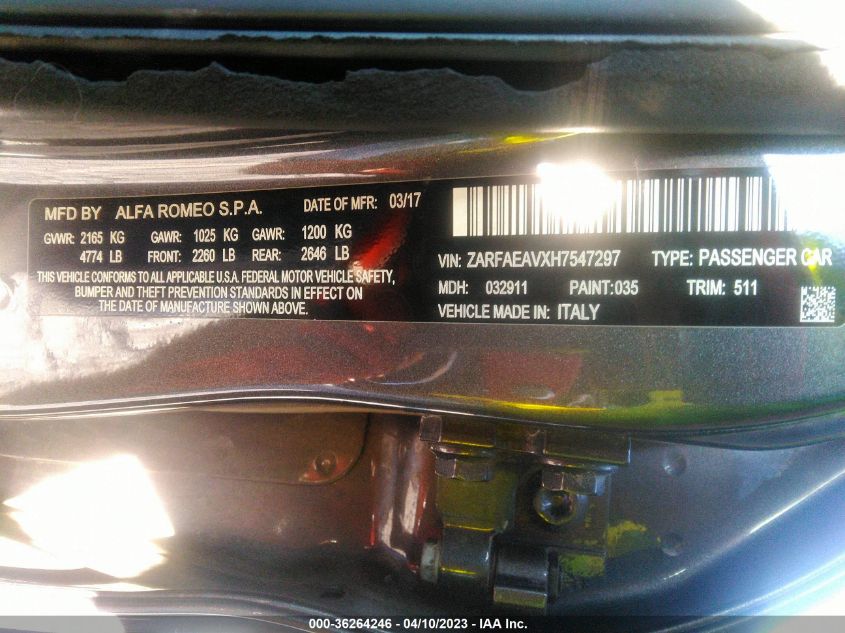 MFD BY ALFA ROMEO S.P.A. DATE OF MFR: 03/17
GVWR: 2165 KG GAWR: 1025 KG GAWR: 1200 KG
4774 LB FRONT: 2260 LB REAR: 2646 LB
THIS VEHICLE CONFORMS TO ALL APPLICABLE U.S.A. FEDERAL MOTOR VEHICLE SAFETY,
BUMPER AND THEFT PREVENTION STANDARDS IN EFFECT ON
THE DATE OF MANUFACTURE SHOWN ABOVE.
VIN: ZARFAEAVXH7547297 TYPE: PASSENGER CAR
MDH: 032911 PAINT:035 TRIM: 511
VEHICLE MADE IN: ITALY
000-36264246 - 04/10/2023 - IAA Inc.